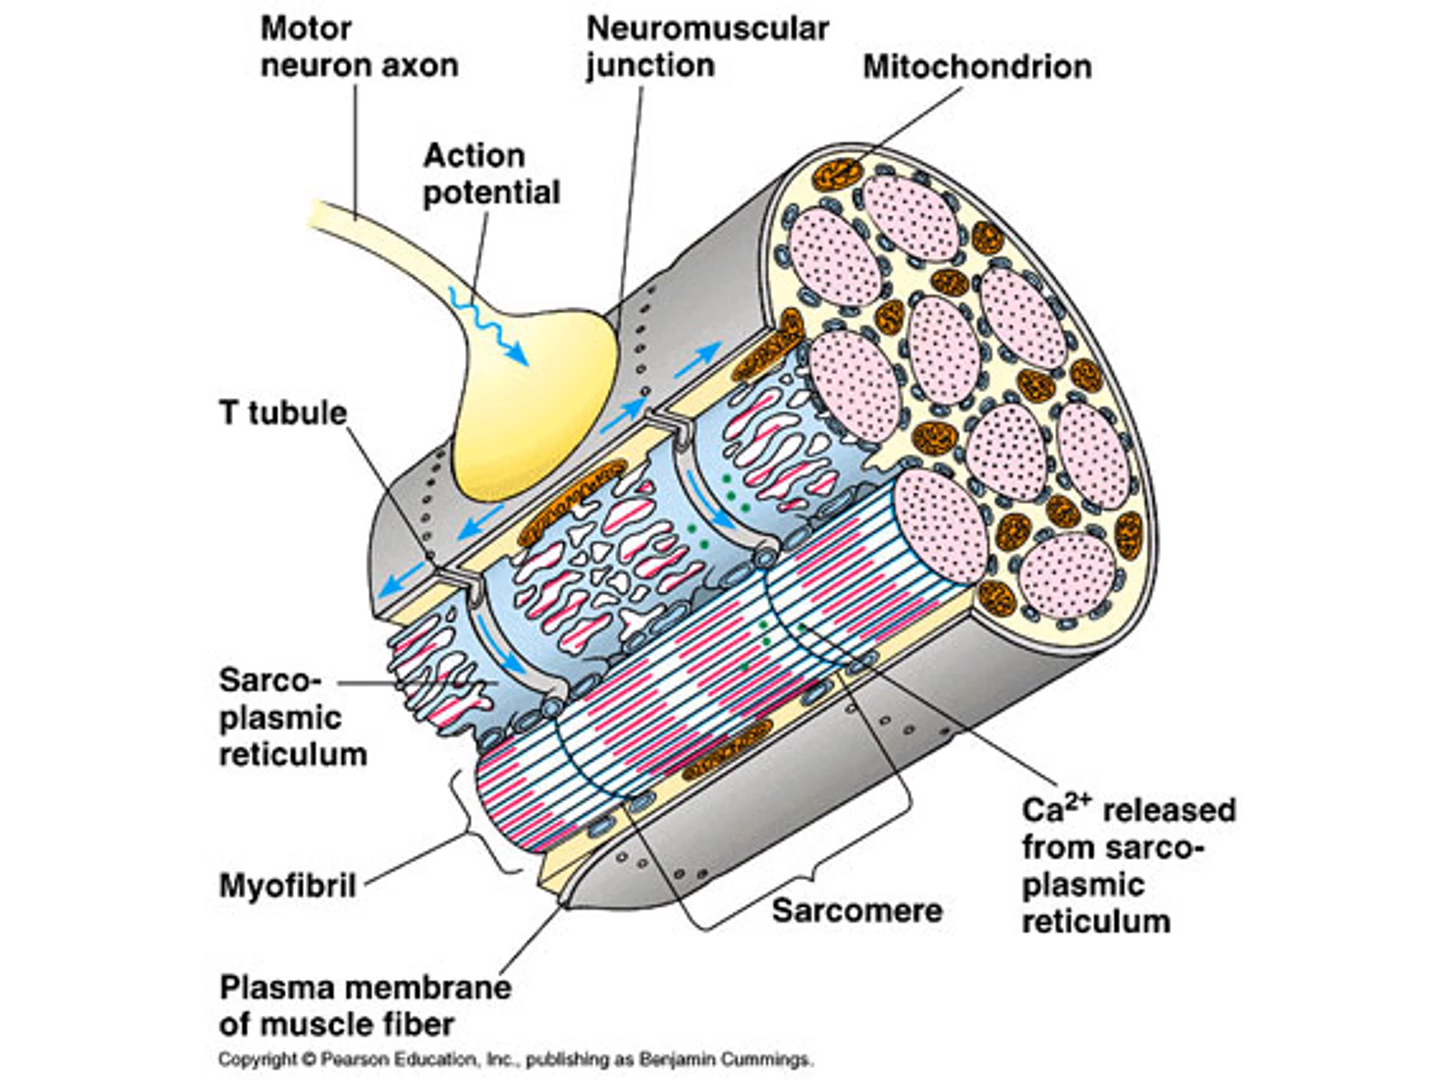 Motor
neuron axon
Neuromuscular
junction
Mitochondrion
Action
potential
T tubule
Sarco-
plasmic
reticulum
Myofibril
Ca2+ released
from sarco-
plasmic
reticulum
Sarcomere
Plasma membrane
of muscle fiber
Copyright © Pearson Education, Inc., publishing as Benjamin Cummings.